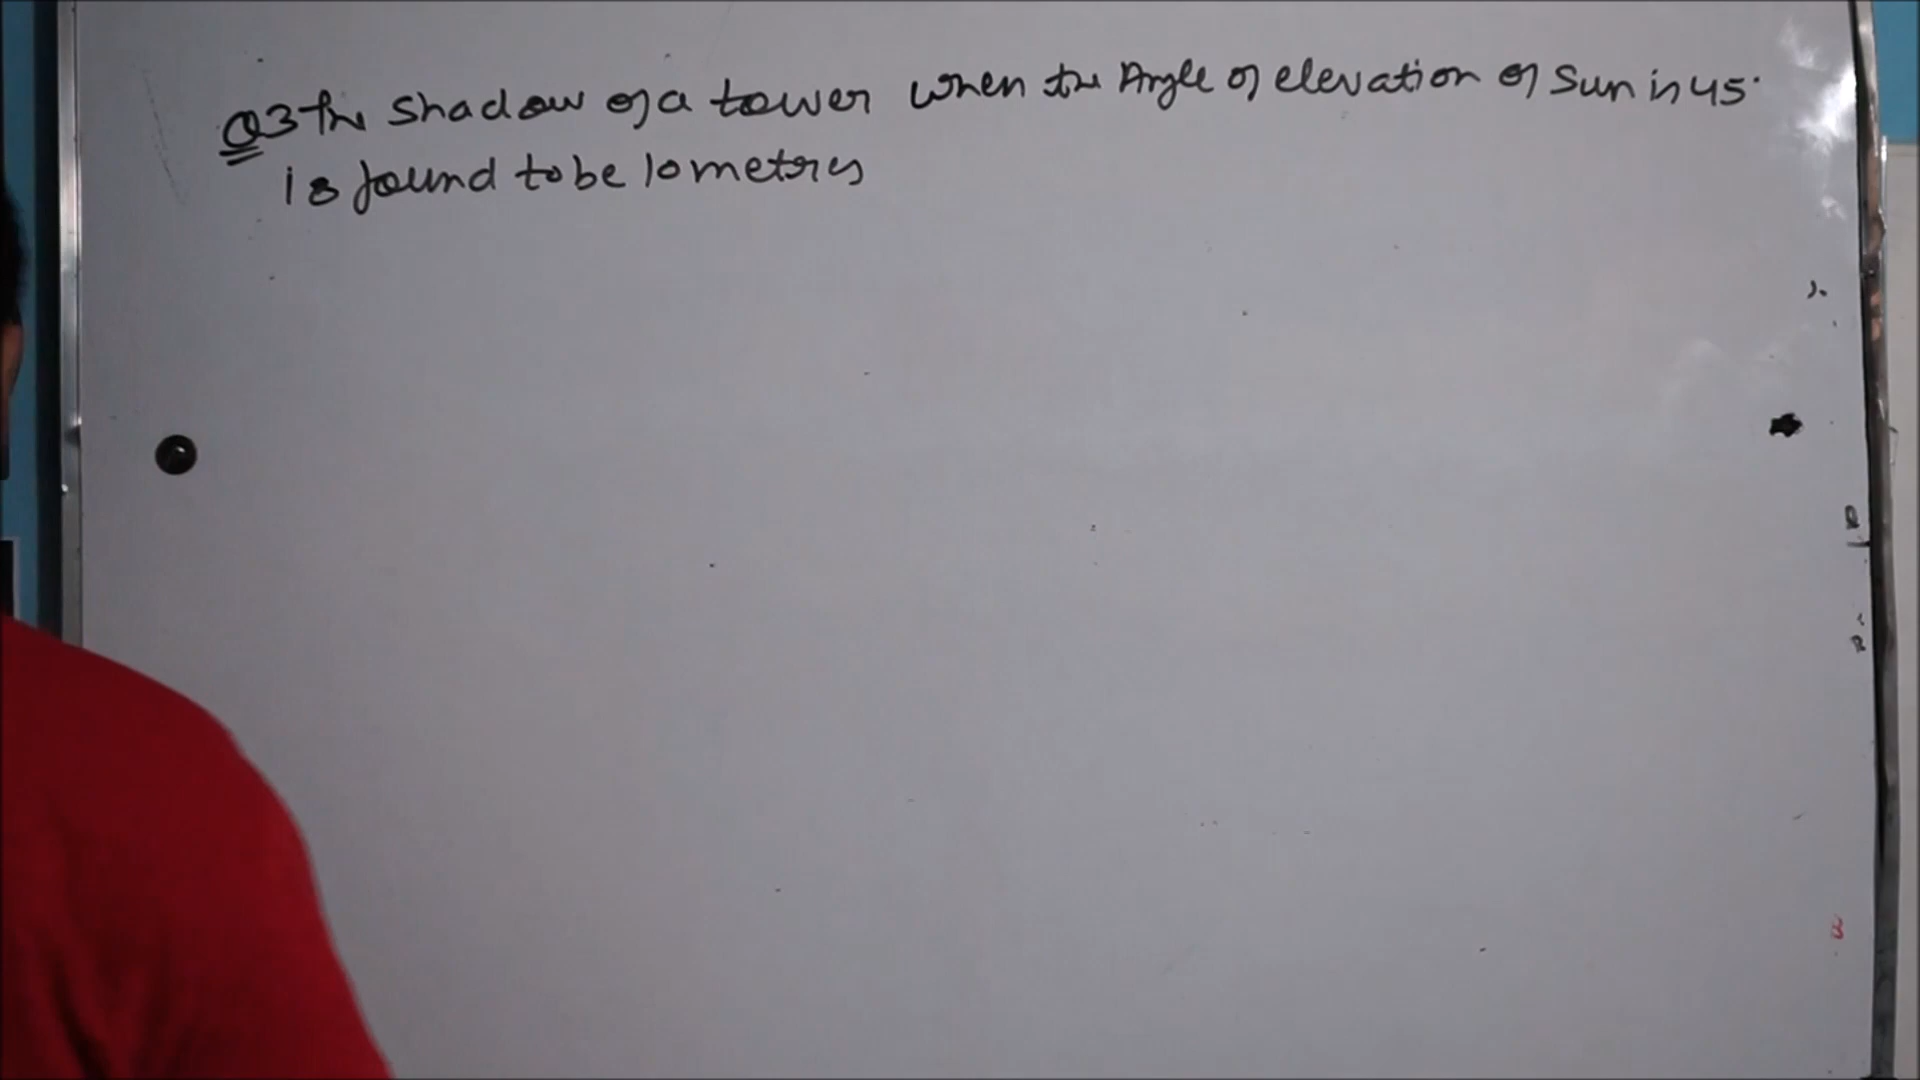 Q3 The Shadow of a tower when the Angle of elevation of Sun is 45°
is found to be 10 metres